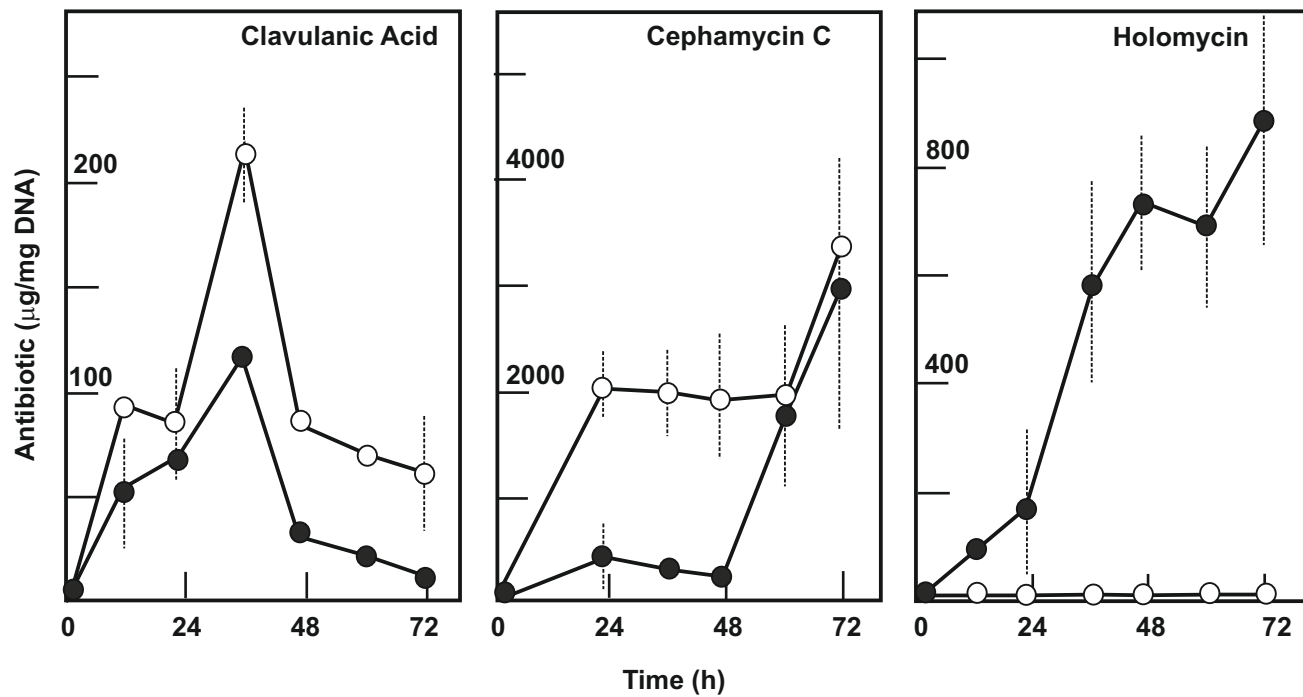 Clavulanic Acid
Cephamycin C
Holomycin
Antibiotic (µg/mg DNA)
200
100
4000
2000
800
400
0 24 48 72
0 24 48 72
0 24 48 72
Time (h)